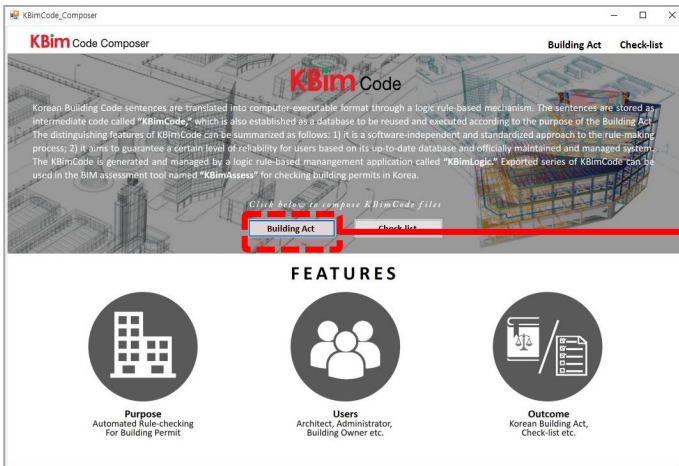 KBimCode_Composer
KBim Code Composer
Building Act Check-list
KBim Code
Korean Building Code sentences are translated into computer-executable format through a logic rule-based mechanism. The sentences are stored as
intermediate code called "KBimCode," which is also established as a database to be reused and executed according to the purpose of the Building Act.
The distinguishing features of KBimCode can be summarized as follows: 1) it is a software-independent and standardized approach to the rule-making
process; 2) it aims to guarantee a certain level of reliability for users based on its up-to-date database and officially maintained and managed system.
The KBimCode is generated and managed by a logic rule-based manangement application called "KBimLogic." Exported series of KBimCode can be
used in the BIM assessment tool named "KBimAssess" for checking building permits in Korea.
Click below to compose KBimCode files
Building Act Check-list
FEATURES
Purpose
Automated Rule-checking
For Building Permit
Users
Architect, Administrator,
Building Owner etc.
Outcome
Korean Building Act,
Check-list etc.